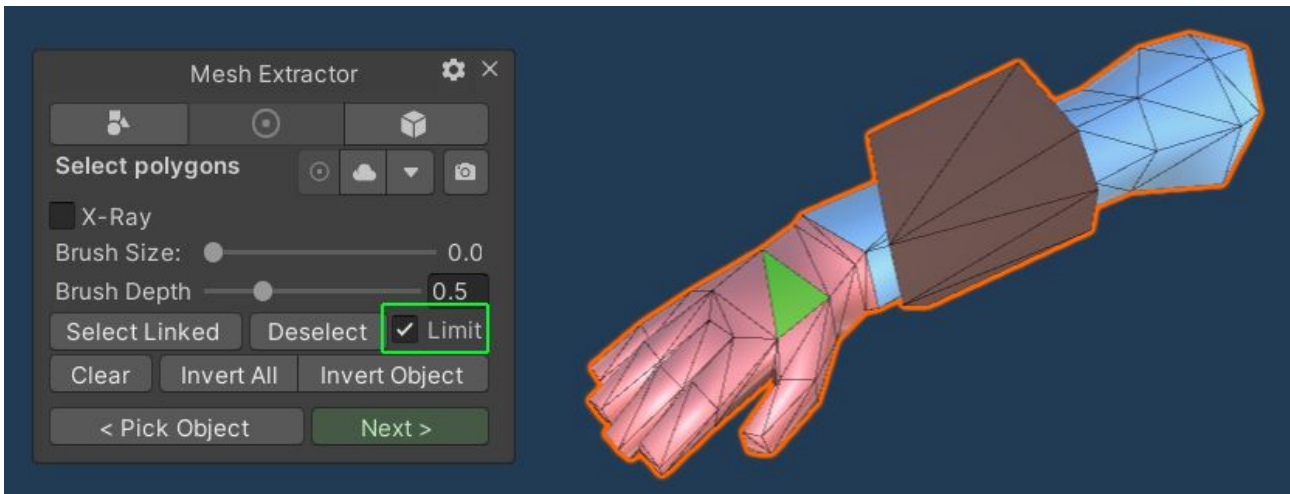 Mesh Extractor
Select polygons
X-Ray
Brush Size: 0.0
Brush Depth 0.5
Select Linked Deselect Limit
Clear Invert All Invert Object
< Pick Object Next >